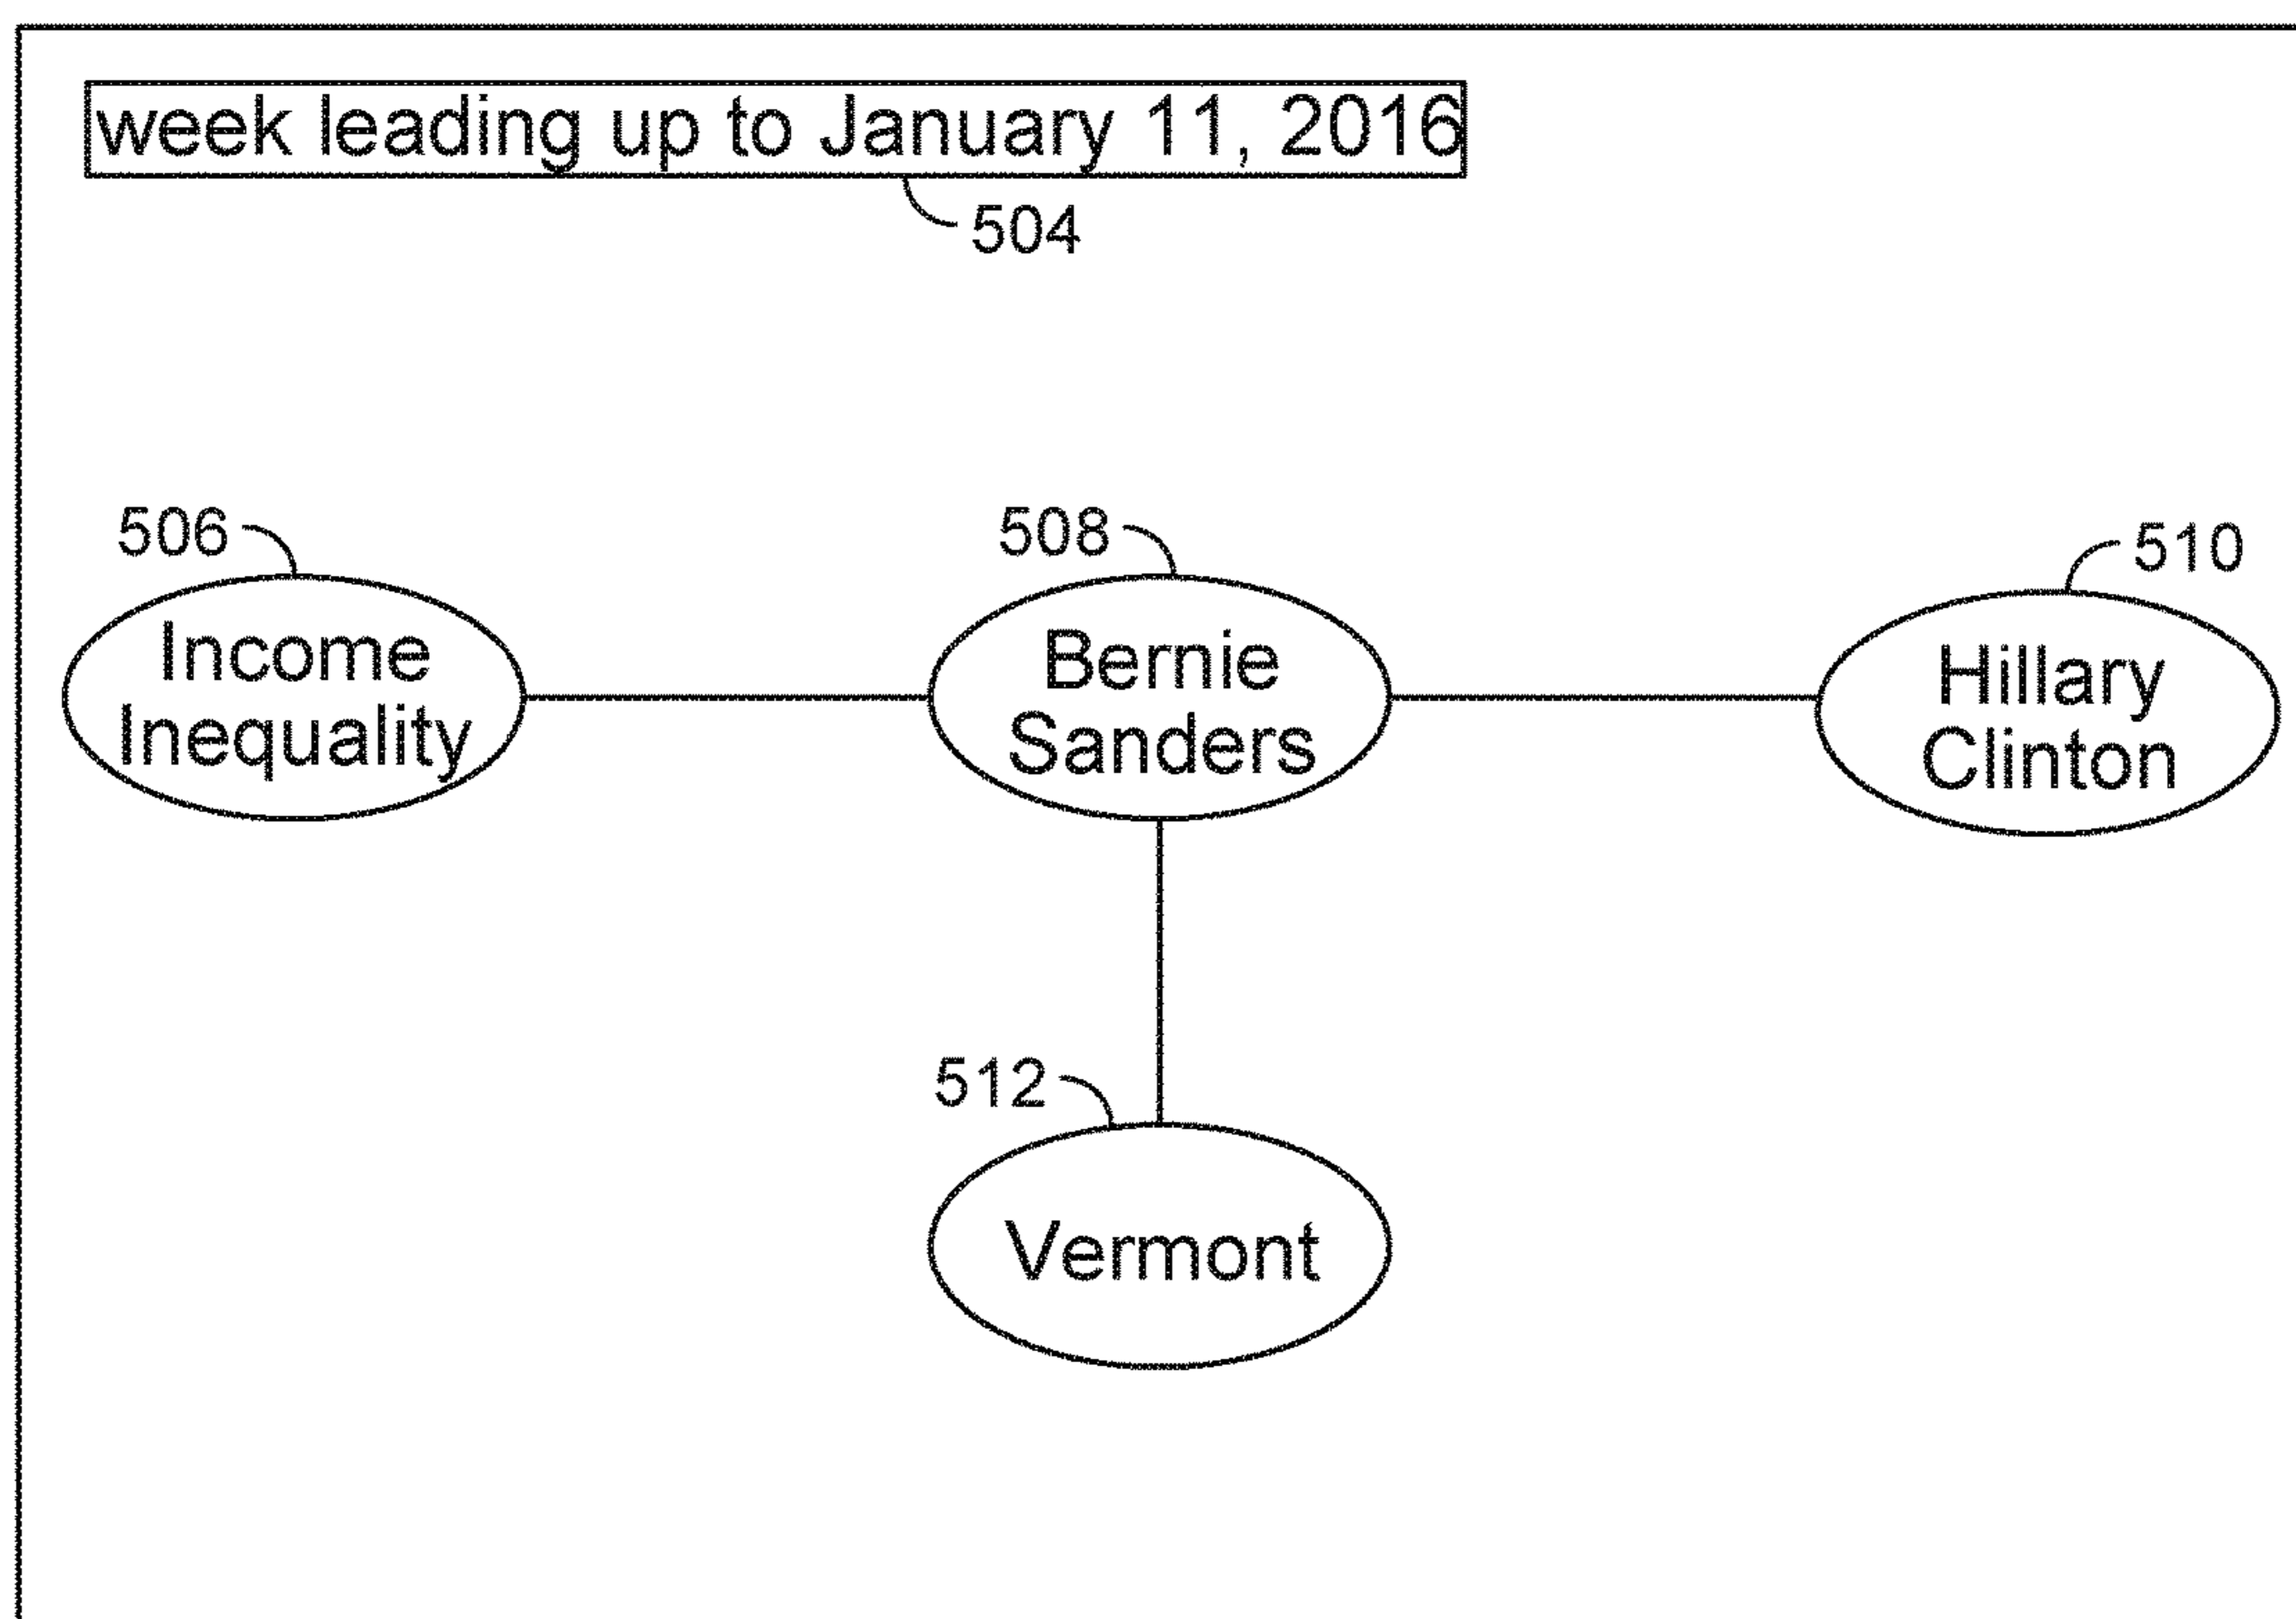 week leading up to January 11, 2016
504
506
508
510
Income
Inequality
Bernie
Sanders
Hillary
Clinton
512
Vermont